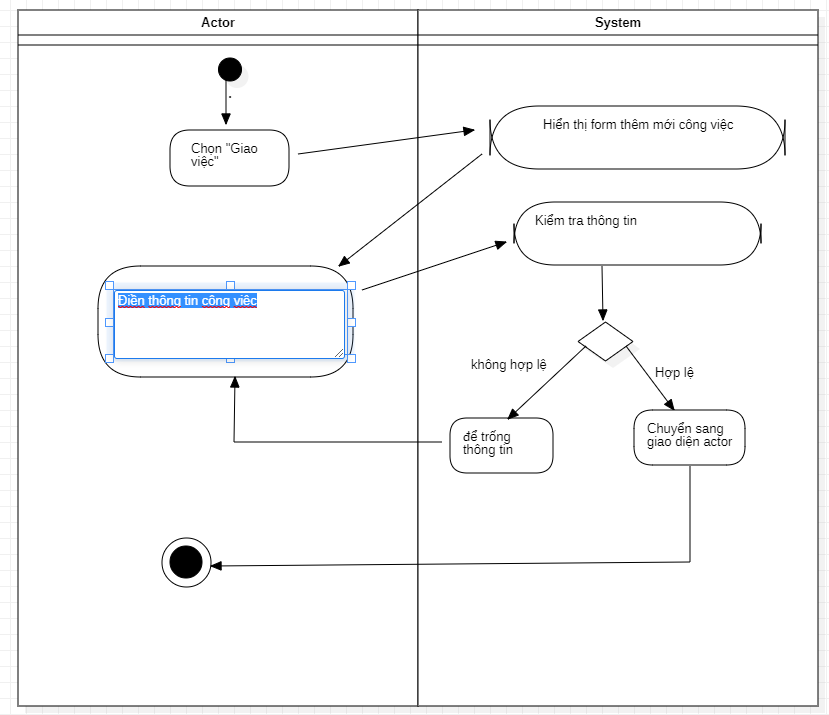 Actor
System
.
Chọn "Giao
việc"
Hiển thị form thêm mới công việc
Kiểm tra thông tin
Điền thông tin công việc
không hợp lệ
Hợp lệ
để trống
thông tin
Chuyển sang
giao diện actor